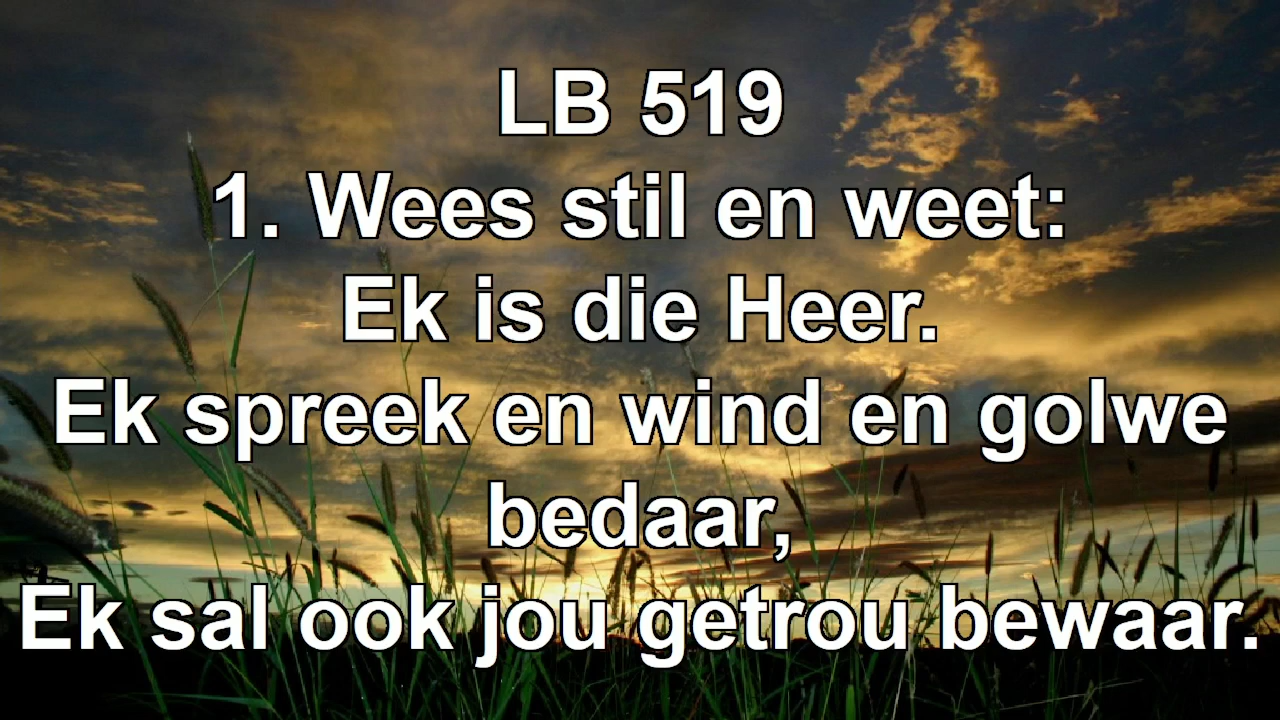 LB 519
1. Wees stil en weet:
Ek is die Heer.
Ek spreek en wind en golwe
bedaar,
Ek sal ook jou getrou bewaar.